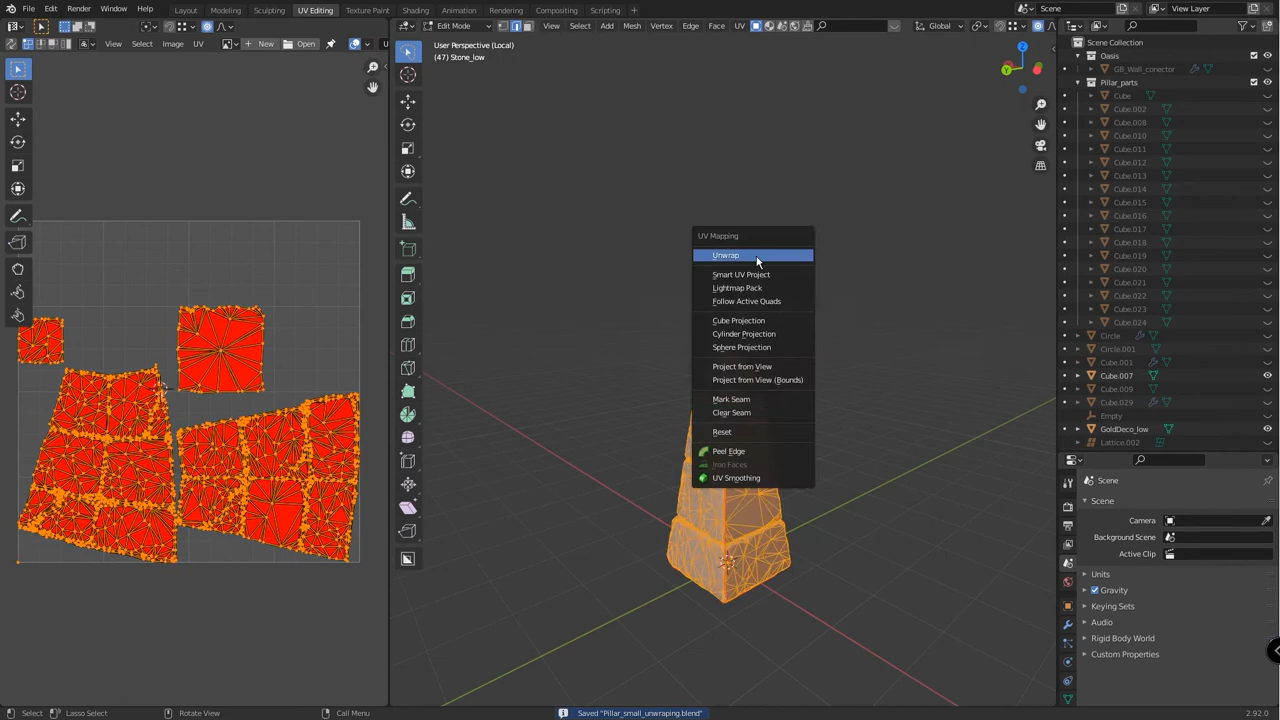 File Edit Render Window Help
Layout Modeling Sculpting UV Editing Texture Paint Shading Animation Rendering Compositing Scripting +
Scene View Layer
View Select Image UV + New Open
Edit Mode View Select Add Mesh Vertex Edge Face UV Global
User Perspective (Local)
(47) Stone_low
X Y Z
UV Mapping
Unwrap
Smart UV Project
Lightmap Pack
Follow Active Quads
Cube Projection
Cylinder Projection
Sphere Projection
Project from View
Project from View (Bounds)
Mark Seam
Clear Seam
Reset
Peel Edge
Iron Faces
UV Smoothing
Scene Collection
Oasis
GB_Wall_conector
Pillar_parts
Cube
Cube.002
Cube.008
Cube.010
Cube.011
Cube.012
Cube.013
Cube.014
Cube.015
Cube.016
Cube.017
Cube.018
Cube.019
Cube.020
Cube.021
Cube.022
Cube.023
Cube.024
Circle
Circle.001
Cube.001
Cube.007
Cube.009
Cube.029
Empty
GoldDeco_low
Lattice.002
Scene
Scene
Camera
Background Scene
Active Clip
Units
Gravity
Keying Sets
Audio
Rigid Body World
Custom Properties
Select Lasso Select Rotate View Call Menu Saved "Pillar_small_unwraping.blend" 2.92.0